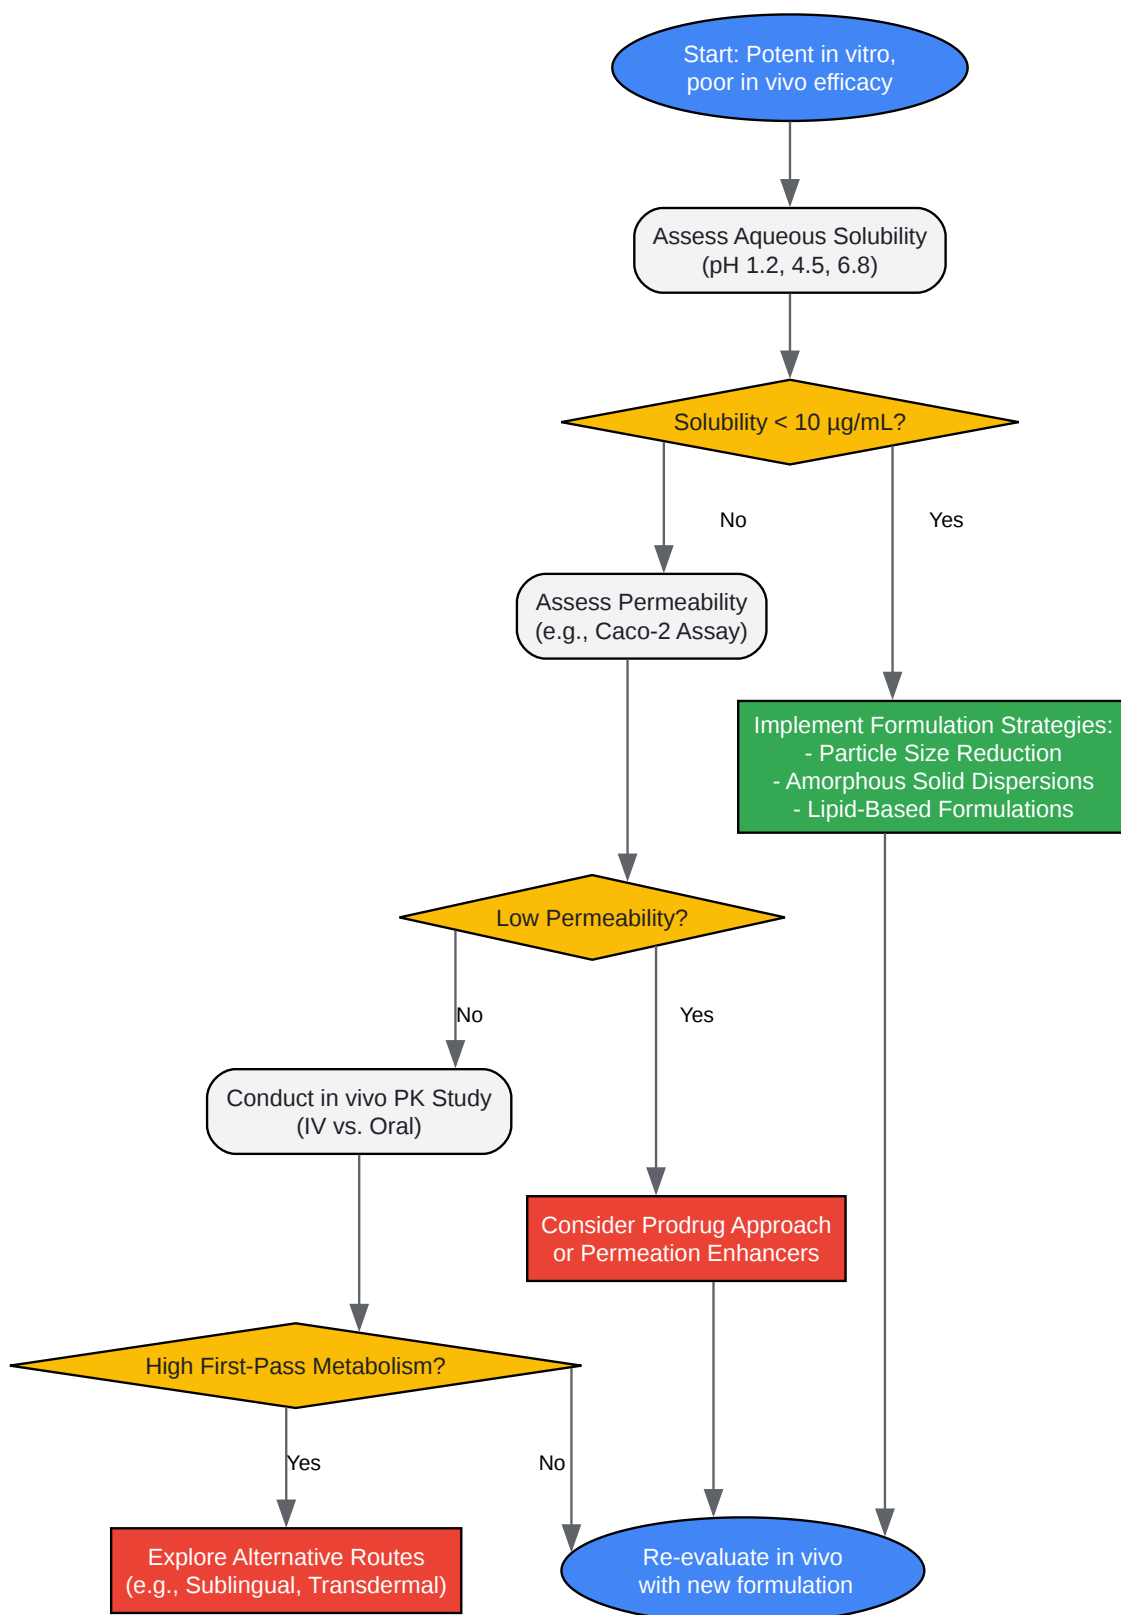 Start: Potent in vitro,
poor in vivo efficacy
Assess Aqueous Solubility
(pH 1.2, 4.5, 6.8)
Solubility < 10 µg/mL?
No
Yes
Assess Permeability
(e.g., Caco-2 Assay)
Implement Formulation Strategies:
- Particle Size Reduction
- Amorphous Solid Dispersions
- Lipid-Based Formulations
Low Permeability?
No
Yes
Conduct in vivo PK Study
(IV vs. Oral)
Consider Prodrug Approach
or Permeation Enhancers
High First-Pass Metabolism?
Yes
No
Explore Alternative Routes
(e.g., Sublingual, Transdermal)
Re-evaluate in vivo
with new formulation